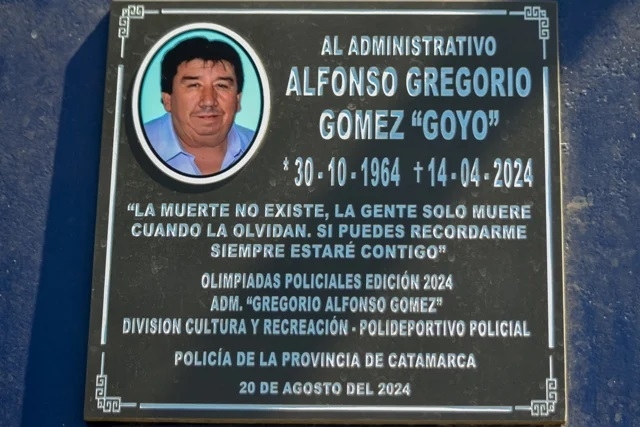 AL ADMINISTRATIVO
ALFONSO GREGORIO
GOMEZ “GOYO”
* 30 - 10 - 1964 ✝ 14 - 04 - 2024
“LA MUERTE NO EXISTE, LA GENTE SOLO MUERE
CUANDO LA OLVIDAN. SI PUEDES RECORDARME
SIEMPRE ESTARÉ CONTIGO”
OLIMPIADAS POLICIALES EDICIÓN 2024
ADM. “GREGORIO ALFONSO GOMEZ”
DIVISION CULTURA Y RECREACIÓN - POLIDEPORTIVO POLICIAL
POLICÍA DE LA PROVINCIA DE CATAMARCA
20 DE AGOSTO DEL 2024